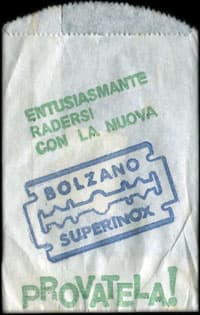 ENTUSIASMANTE
RADERSI
CON LA NUOVA
BOLZANO
SUPERINOX
PROVATELA!